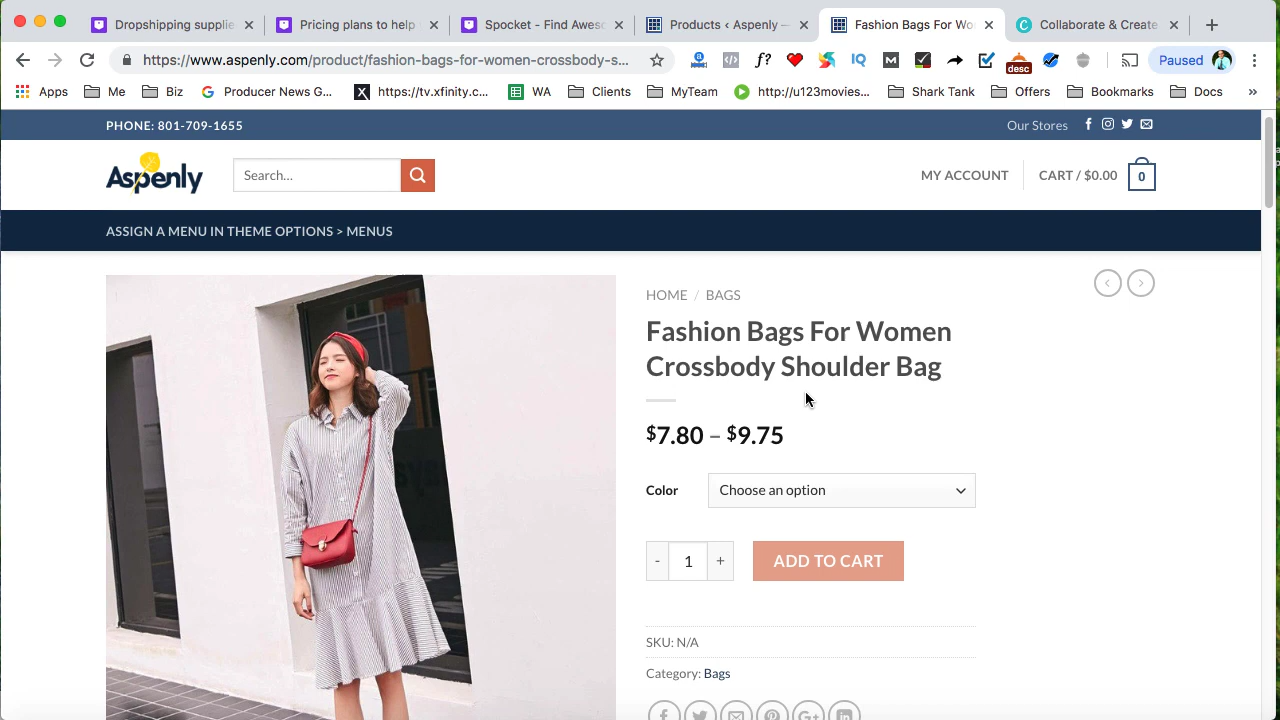 Dropshipping supplie
Pricing plans to help
Spocket - Find Aweso
Products ‹ Aspenly —
Fashion Bags For Wo
Collaborate & Create
https://www.aspenly.com/product/fashion-bags-for-women-crossbody-s...
f?
IQ
M
desc
Paused
Apps
Me
Biz
Producer News G...
https://tv.xfinity.c...
WA
Clients
MyTeam
http://u123movies...
Shark Tank
Offers
Bookmarks
Docs
»
PHONE: 801-709-1655
Our Stores
Aspenly
Search...
MY ACCOUNT
CART / $0.00
0
ASSIGN A MENU IN THEME OPTIONS > MENUS
HOME / BAGS
Fashion Bags For Women
Crossbody Shoulder Bag
$7.80 – $9.75
Color
Choose an option
- 1 +
ADD TO CART
SKU: N/A
Category: Bags